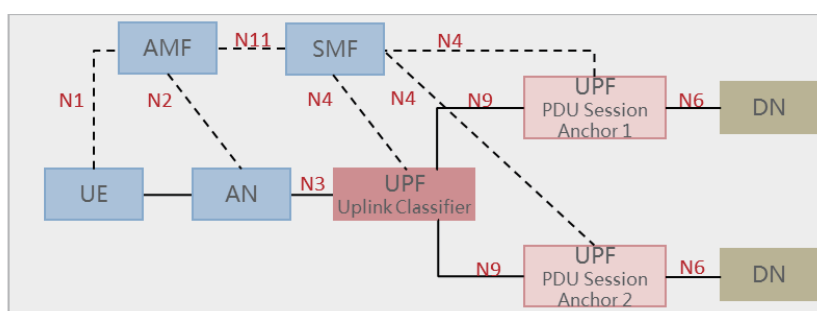 AMF
N11
SMF
N4
N1
N2
N4
N4
N9
UPF
PDU Session
Anchor 1
N6
DN
UE
AN
N3
UPF
Uplink Classifier
N9
UPF
PDU Session
Anchor 2
N6
DN